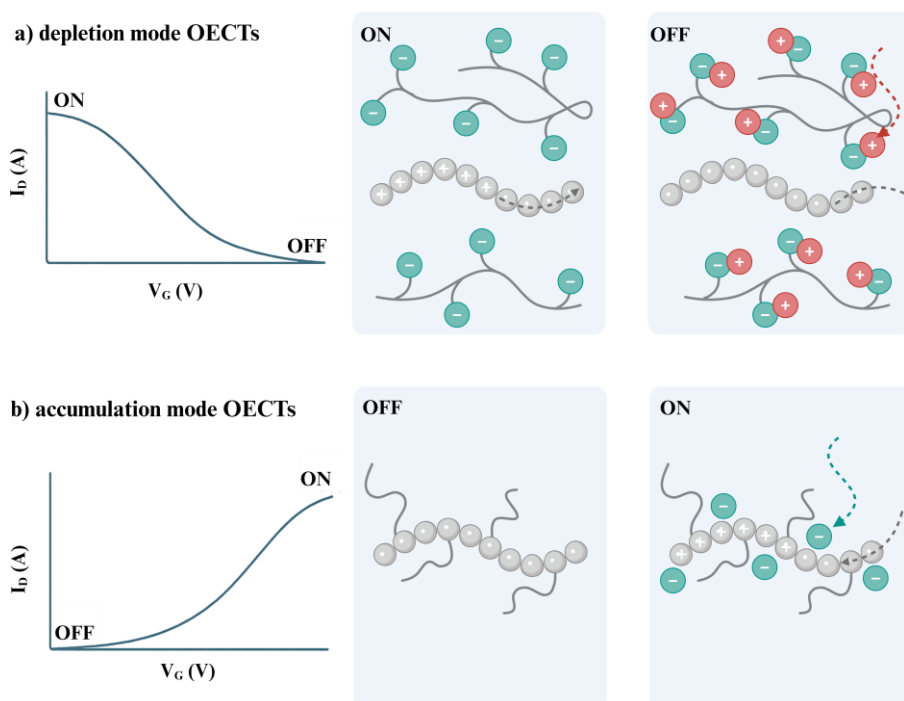 a) depletion mode OECTs
ON
OFF
I_D (A)
ON
OFF
V_G (V)
− − − − − − −
+ + + + + +
− − − −
+ + + + + + 
− − − − − −
− + − + + −
− +
b) accumulation mode OECTs
OFF
ON
I_D (A)
ON
OFF
V_G (V)
− −
+ + + + +
− − −